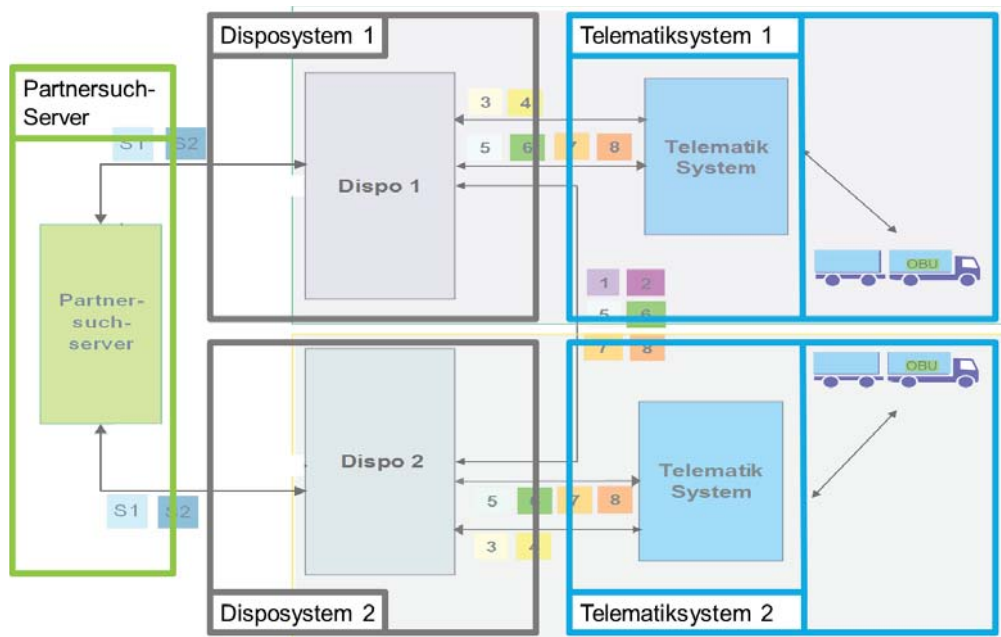 Disposystem 1
Telematiksystem 1
Partnersuch-
Server
S1 S2
3 4
5 6 7 8
Dispo 1
Telematik
System
OBU
Partner-
such-
server
1 2
5 6
7 8
OBU
Dispo 2
Telematik
System
S1 S2
5 6 7 8
3 4
Disposystem 2
Telematiksystem 2